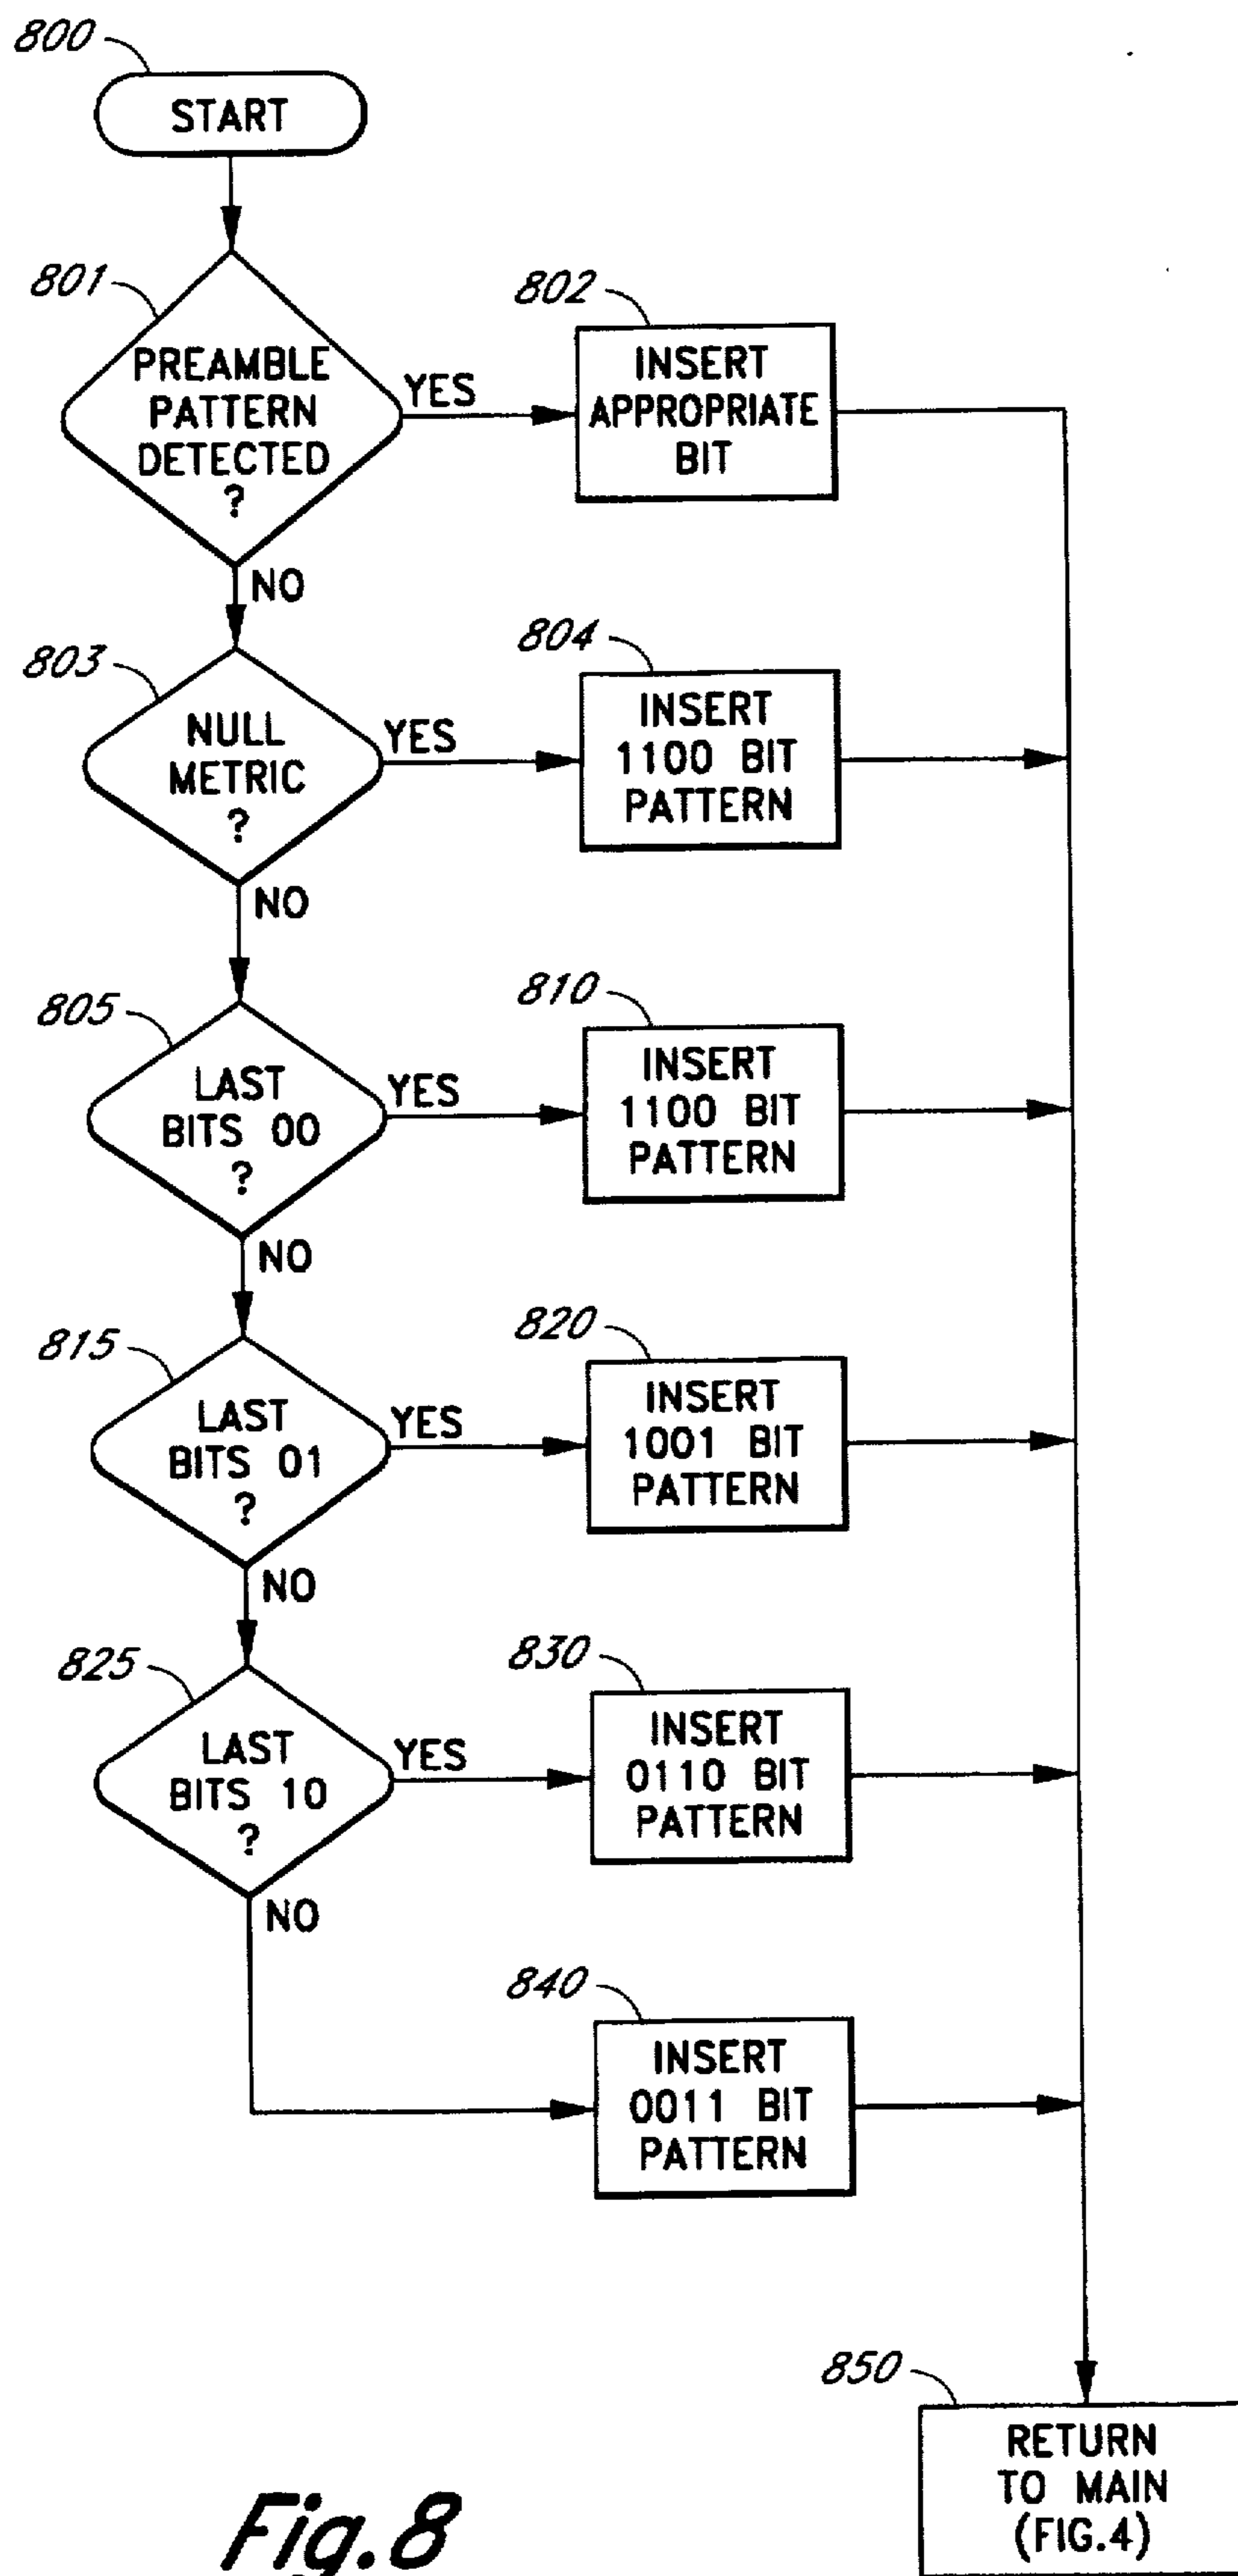 800
START
801
PREAMBLE
PATTERN
DETECTED
?
YES
802
INSERT
APPROPRIATE
BIT
NO
803
NULL
METRIC
?
YES
804
INSERT
1100 BIT
PATTERN
NO
805
LAST
BITS 00
?
YES
810
INSERT
1100 BIT
PATTERN
NO
815
LAST
BITS 01
?
YES
820
INSERT
1001 BIT
PATTERN
NO
825
LAST
BITS 10
?
YES
830
INSERT
0110 BIT
PATTERN
NO
840
INSERT
0011 BIT
PATTERN
850
RETURN
TO MAIN
(FIG.4)
Fig.8